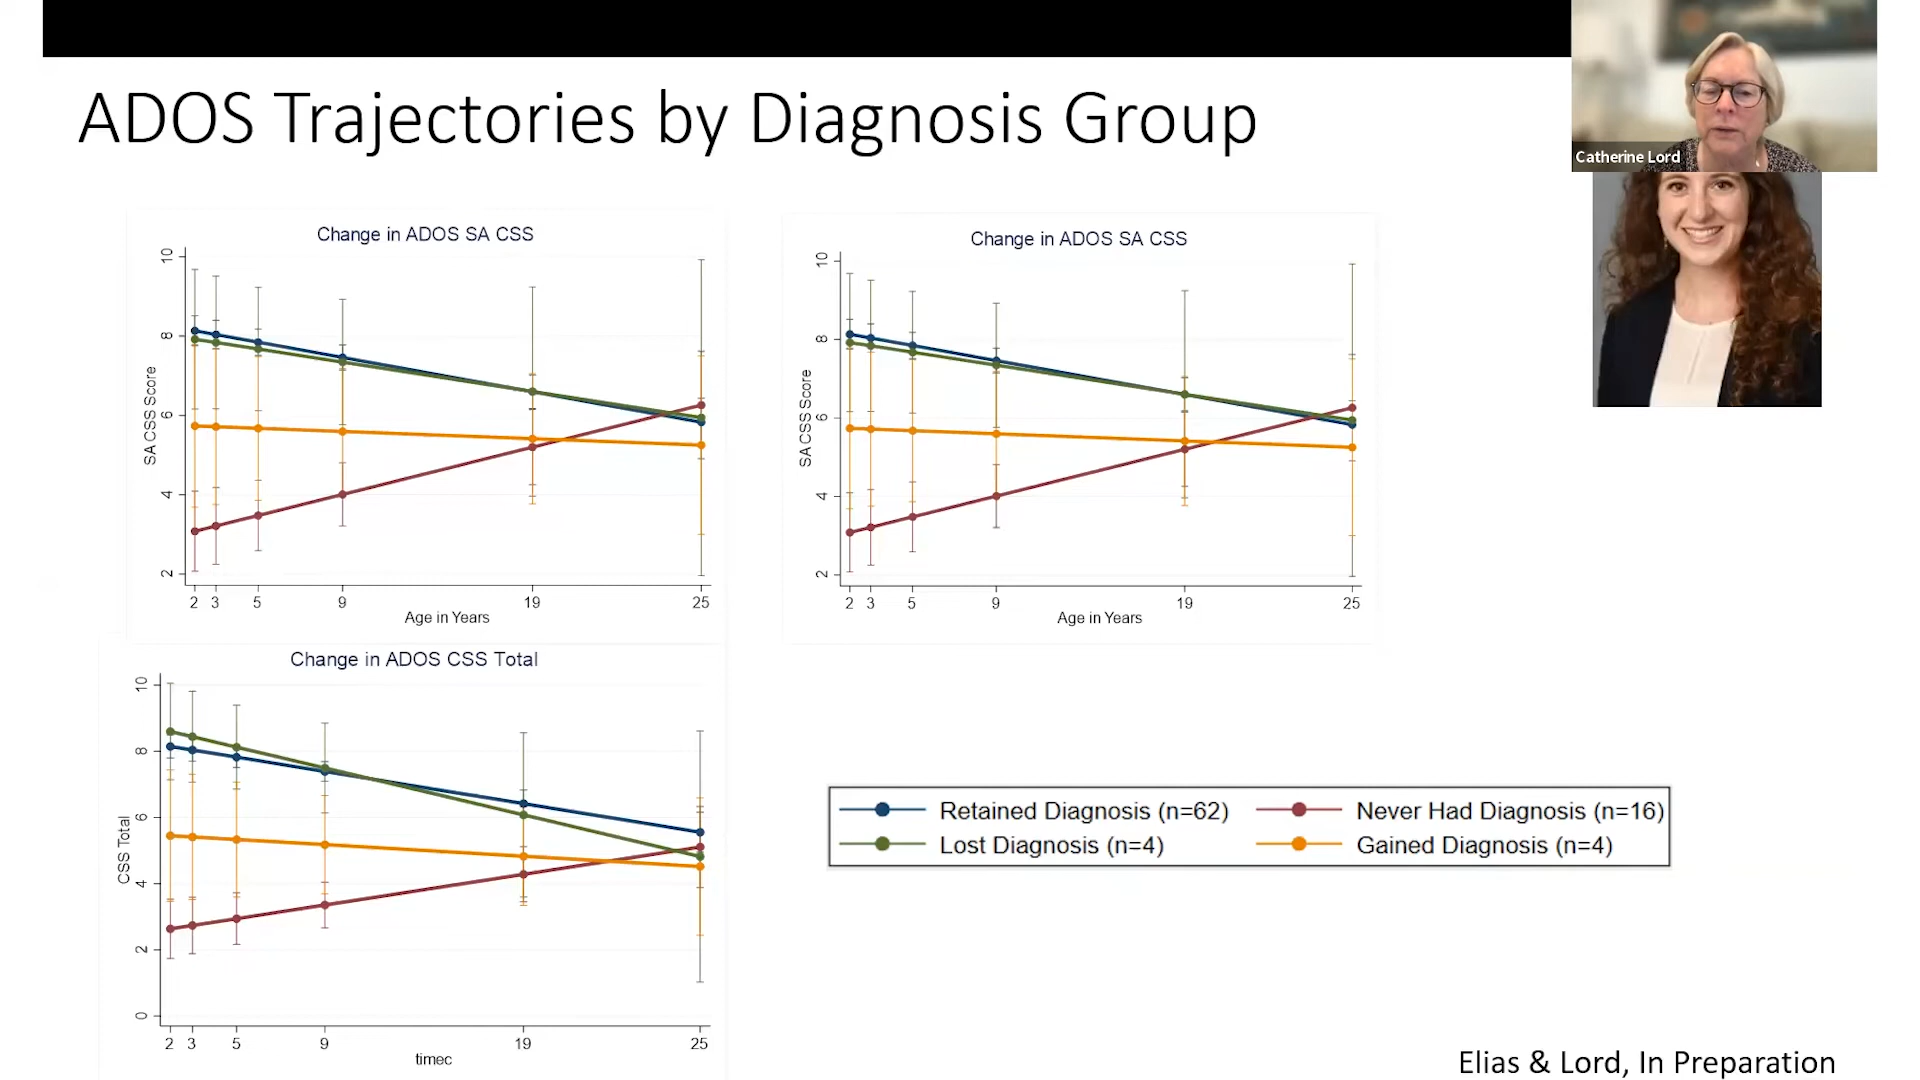 ADOS Trajectories by Diagnosis Group
Catherine Lord
Change in ADOS SA CSS
SA CSS Score
10
8
6
4
2
2 3 5 9 19 25
Age in Years
Change in ADOS SA CSS
SA CSS Score
10
8
6
4
2
2 3 5 9 19 25
Age in Years
Change in ADOS CSS Total
CSS Total
10
8
6
4
2
0
2 3 5 9 19 25
timec
Retained Diagnosis (n=62) Never Had Diagnosis (n=16)
Lost Diagnosis (n=4) Gained Diagnosis (n=4)
Elias & Lord, In Preparation